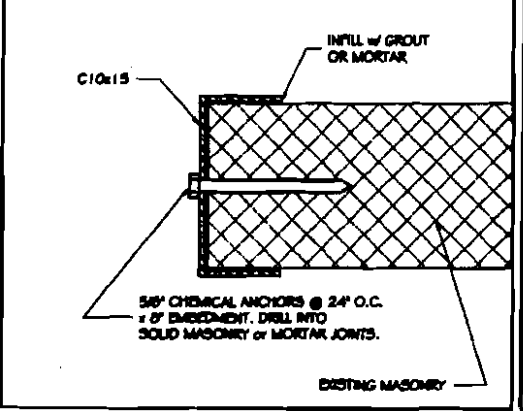 INFILL w/ GROUT
OR MORTAR
C10x15
5/8" CHEMICAL ANCHORS @ 24" O.C.
x 8" EMBEDMENT. DRILL INTO
SOLID MASONRY or MORTAR JOINTS.
EXISTING MASONRY